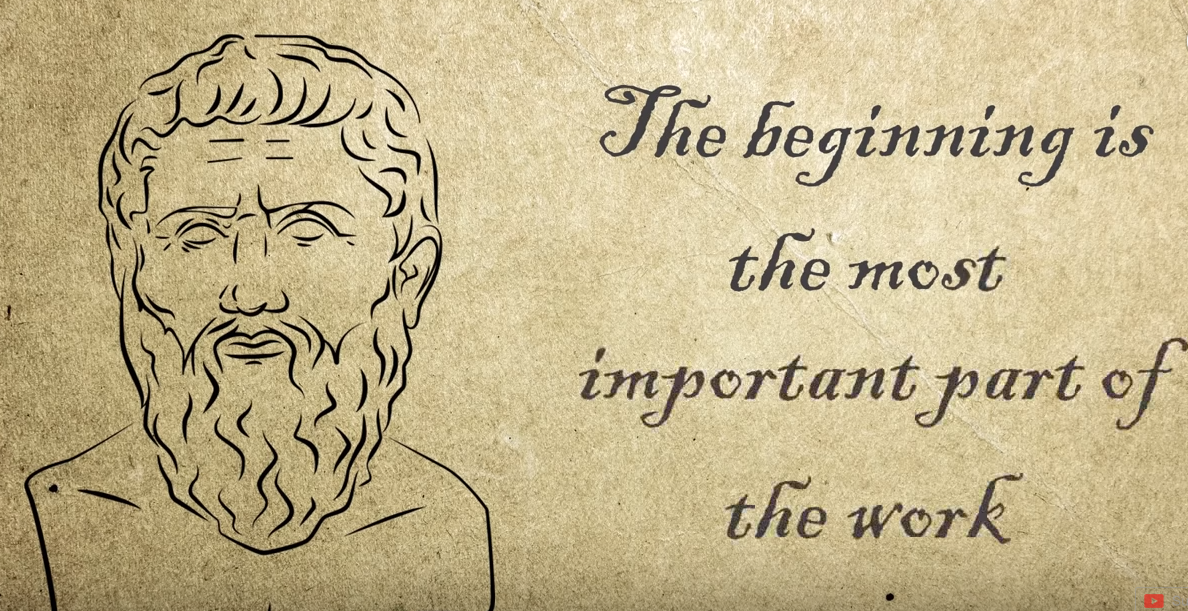 The beginning is
the most
important part of
the work